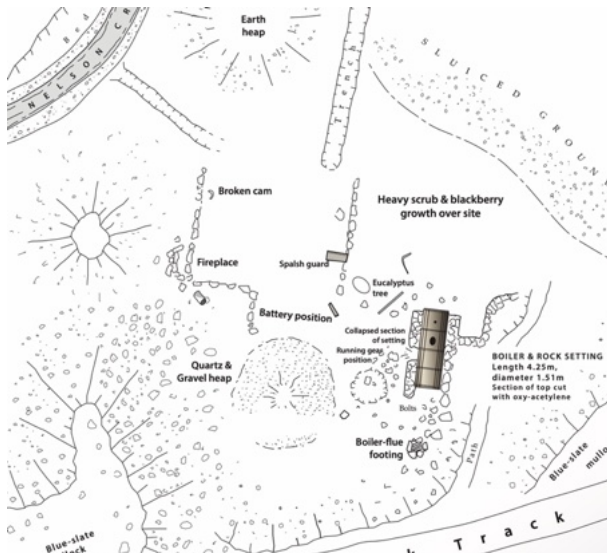 Earth
heap
Red
NELSON CR
Trench
SLUICED GROUN
Broken cam
Heavy scrub & blackberry
growth over site
Fireplace
Spalsh guard
Eucalyptus
tree
Battery position
Collapsed section
of setting
Running gear
position
Quartz &
Gravel heap
BOILER & ROCK SETTING
Length 4.25m,
diameter 1.51m
Section of top cut
with oxy-acetylene
Bolts
Boiler-flue
footing
Path
Blue-slate
mullo
Blue-slate
ock
k Track